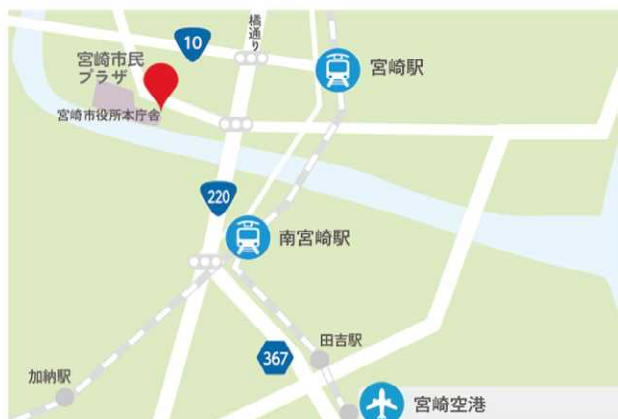 橘通り
10
宮崎市民
プラザ
宮崎駅
宮崎市役所本庁舎
220
南宮崎駅
田吉駅
367
加納駅
宮崎空港